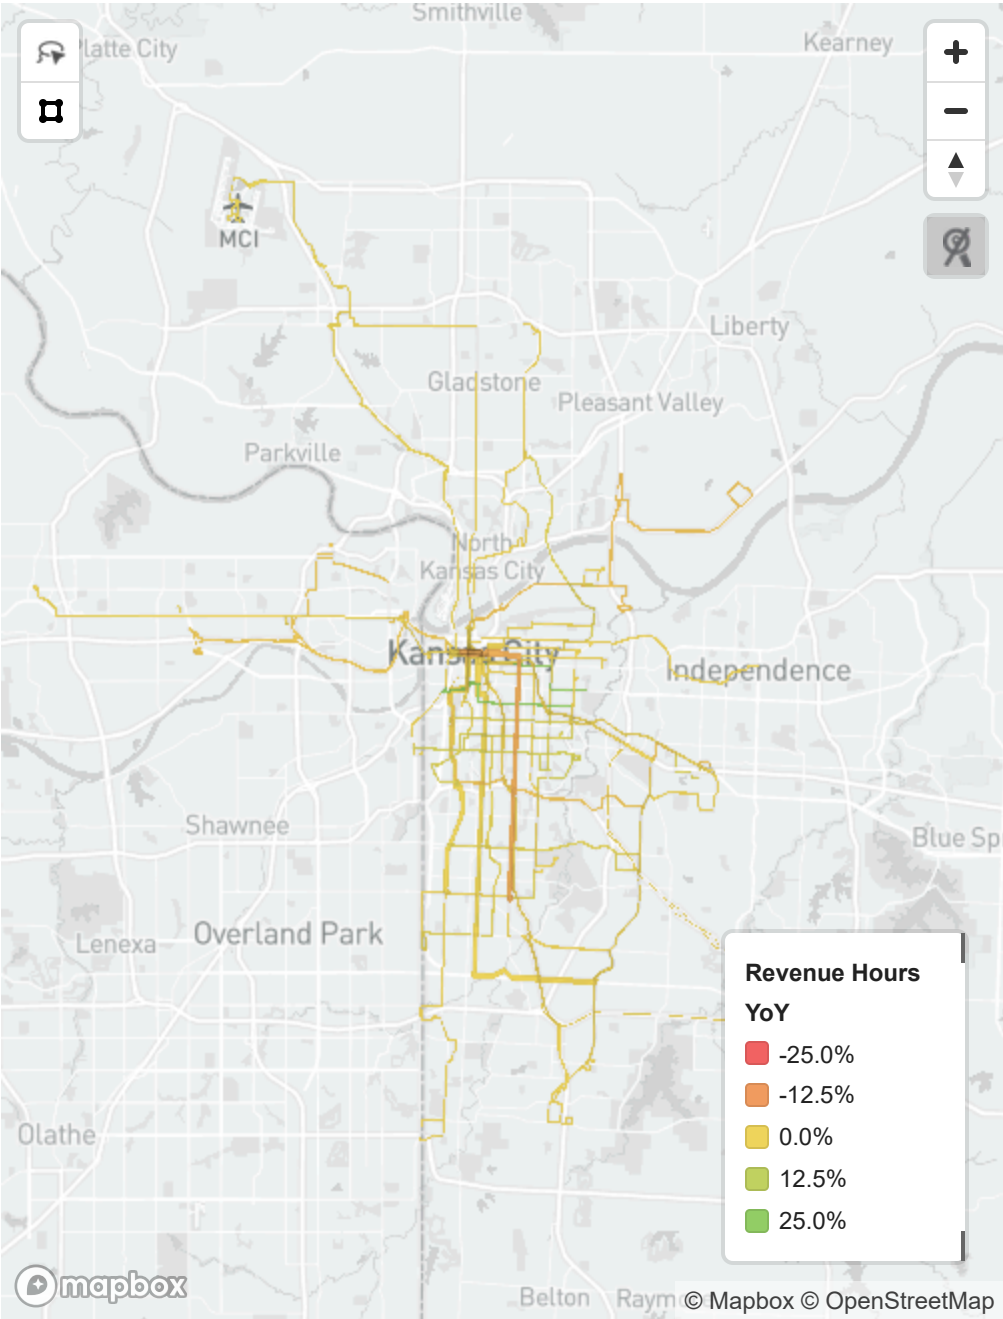 Smithville
Platte City
Kearney
MCI
Liberty
Gladstone
Pleasant Valley
Parkville
North
Kansas City
Kansas City
Independence
Shawnee
Blue Sp
Overland Park
Lenexa
Revenue Hours
YoY
-25.0%
-12.5%
0.0%
12.5%
25.0%
Olathe
mapbox
Belton
Raym
© Mapbox © OpenStreetMap